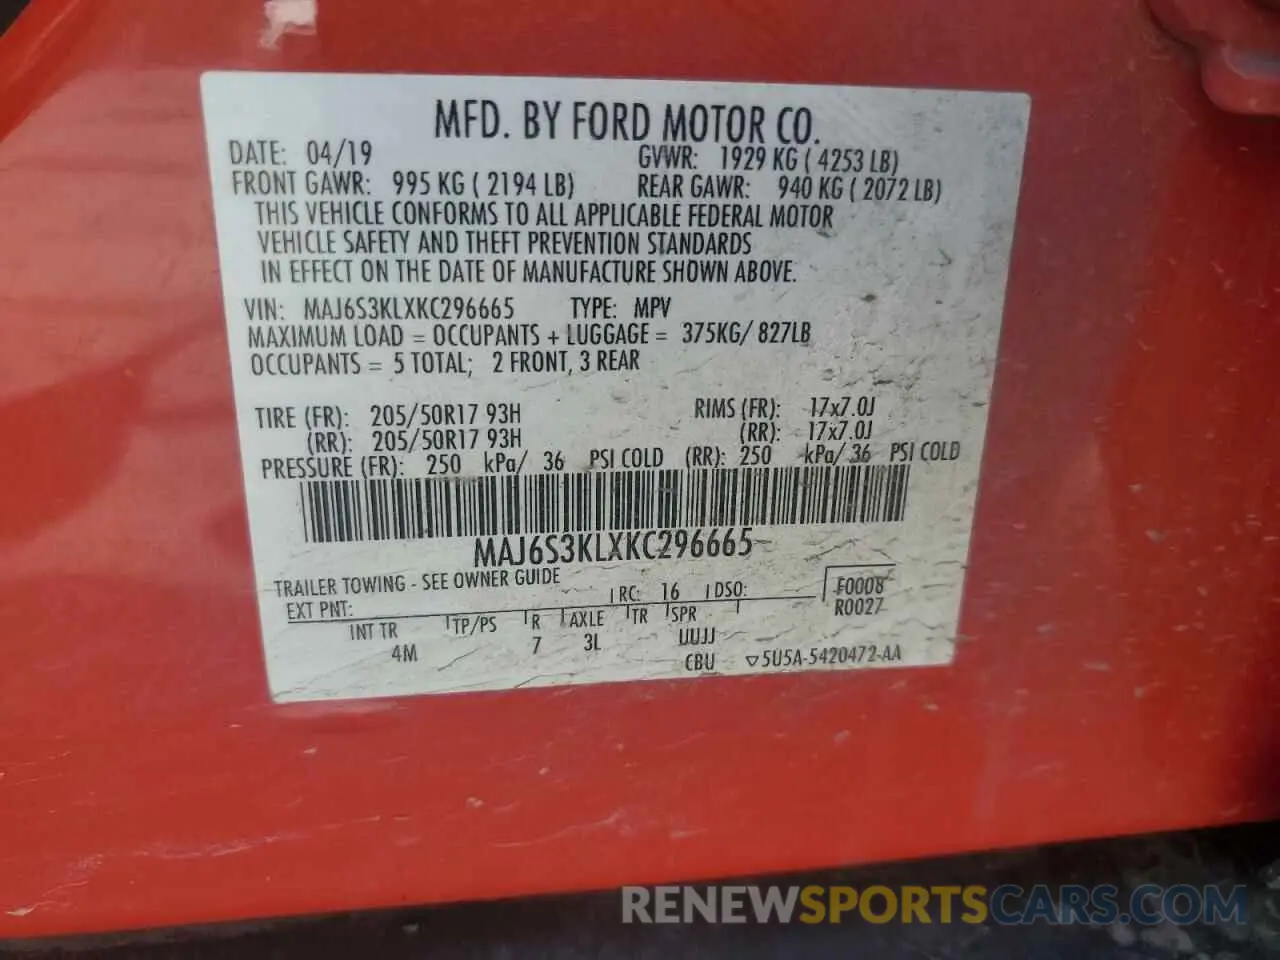 MFD. BY FORD MOTOR CO.
DATE: 04/19 GVWR: 1929 KG ( 4253 LB)
FRONT GAWR: 995 KG ( 2194 LB) REAR GAWR: 940 KG ( 2072 LB)
THIS VEHICLE CONFORMS TO ALL APPLICABLE FEDERAL MOTOR
VEHICLE SAFETY AND THEFT PREVENTION STANDARDS
IN EFFECT ON THE DATE OF MANUFACTURE SHOWN ABOVE.
VIN: MAJ6S3KLXKC296665 TYPE: MPV
MAXIMUM LOAD = OCCUPANTS + LUGGAGE = 375KG/ 827LB
OCCUPANTS = 5 TOTAL; 2 FRONT, 3 REAR
TIRE (FR): 205/50R17 93H RIMS (FR): 17x7.0J
(RR): 205/50R17 93H (RR): 17x7.0J
PRESSURE (FR): 250 kPa/ 36 PSI COLD (RR): 250 kPa/ 36 PSI COLD
MAJ6S3KLXKC296665
TRAILER TOWING - SEE OWNER GUIDE
EXT PNT: RC: 16 DSO: F0008
R0027
INT TR TP/PS R AXLE TR SPR
4M 7 3L UUJJ
CBU 5U5A-5420472-AA
RENEWSPORTSCARS.COM